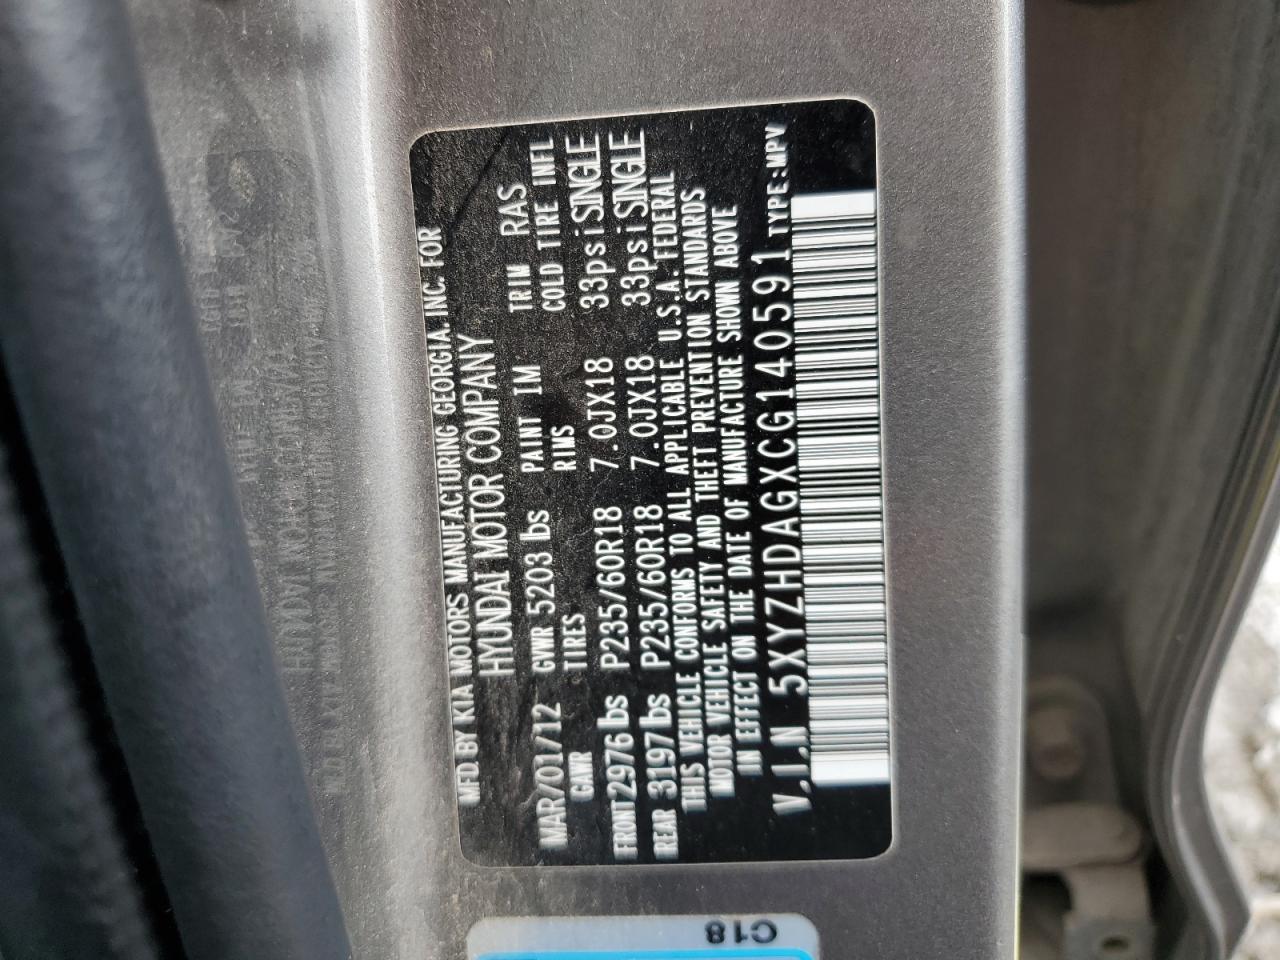 MFD.BY KIA MOTORS MANUFACTURING GEORGIA. INC. FOR
HYUNDAI MOTOR COMPANY
MAR/01/12 GVWR 5203 lbs PAINT 1M TRIM RAS
GAWR TIRES RIMS COLD TIRE INFL
FRONT 2976 lbs P235/60R18 7.0JX18 33psi SINGLE
REAR 3197 lbs P235/60R18 7.0JX18 33psi SINGLE
THIS VEHICLE CONFORMS TO ALL APPLICABLE U.S.A. FEDERAL
MOTOR VEHICLE SAFETY AND THEFT PREVENTION STANDARDS
IN EFFECT ON THE DATE OF MANUFACTURE SHOWN ABOVE
V.I.N 5XYZHDAGXCG140591 TYPE:MPV
C18